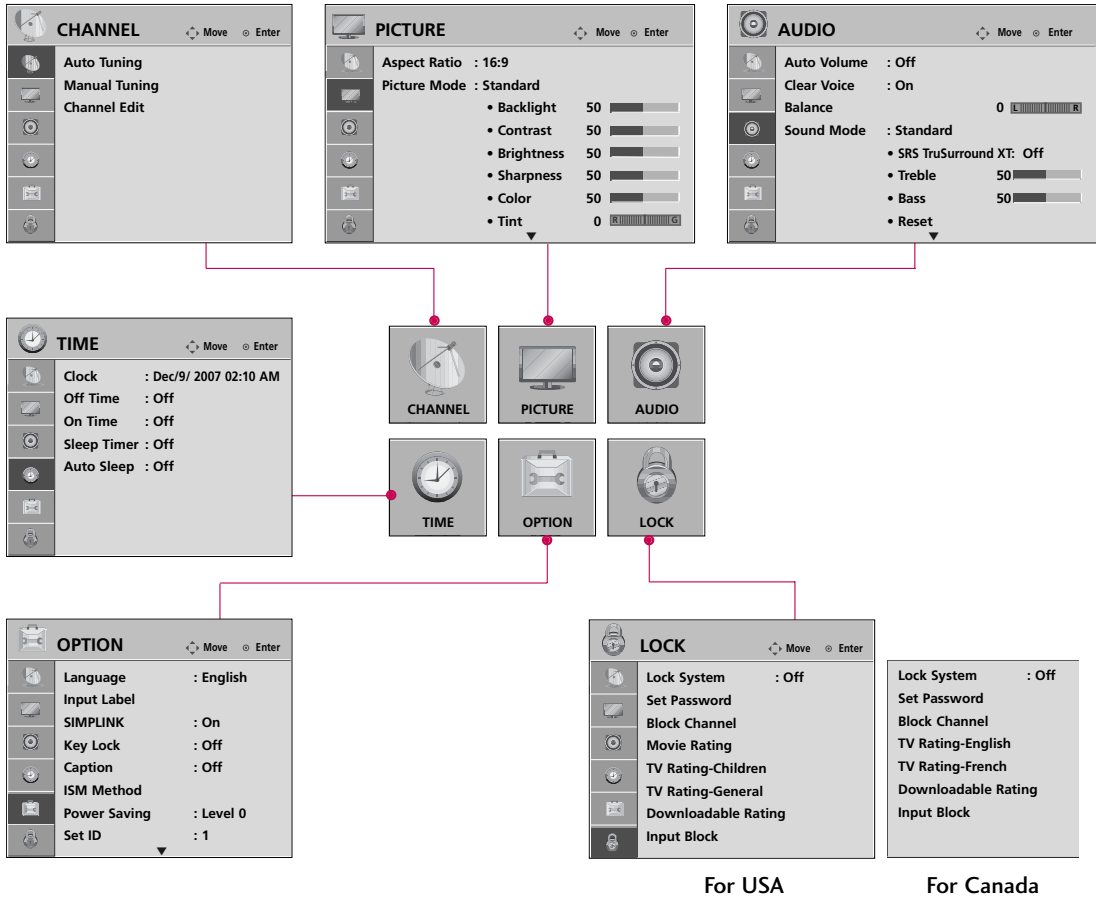 CHANNEL Move Enter
Auto Tuning
Manual Tuning
Channel Edit
PICTURE Move Enter
Aspect Ratio : 16:9
Picture Mode : Standard
• Backlight 50
• Contrast 50
• Brightness 50
• Sharpness 50
• Color 50
• Tint 0 R G
AUDIO Move Enter
Auto Volume : Off
Clear Voice : On
Balance 0 L R
Sound Mode : Standard
• SRS TruSurround XT: Off
• Treble 50
• Bass 50
• Reset
TIME Move Enter
Clock : Dec/9/ 2007 02:10 AM
Off Time : Off
On Time : Off
Sleep Timer : Off
Auto Sleep : Off
CHANNEL PICTURE AUDIO
TIME OPTION LOCK
OPTION Move Enter
Language : English
Input Label
SIMPLINK : On
Key Lock : Off
Caption : Off
ISM Method
Power Saving : Level 0
Set ID : 1
LOCK Move Enter
Lock System : Off
Set Password
Block Channel
Movie Rating
TV Rating-Children
TV Rating-General
Downloadable Rating
Input Block
For USA
Lock System : Off
Set Password
Block Channel
TV Rating-English
TV Rating-French
Downloadable Rating
Input Block
For Canada